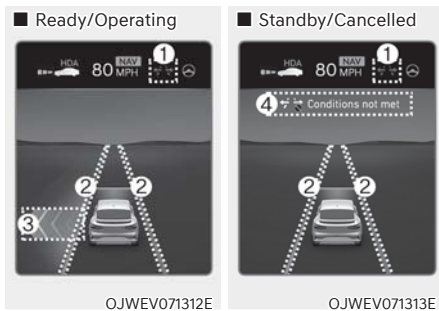 ■ Ready/Operating
HDA
80 MPH
NAV
1
2
2
3
OJWEV071312E
■ Standby/Cancelled
HDA
80 MPH
NAV
1
4
Conditions not met
2
2
OJWEV071313E